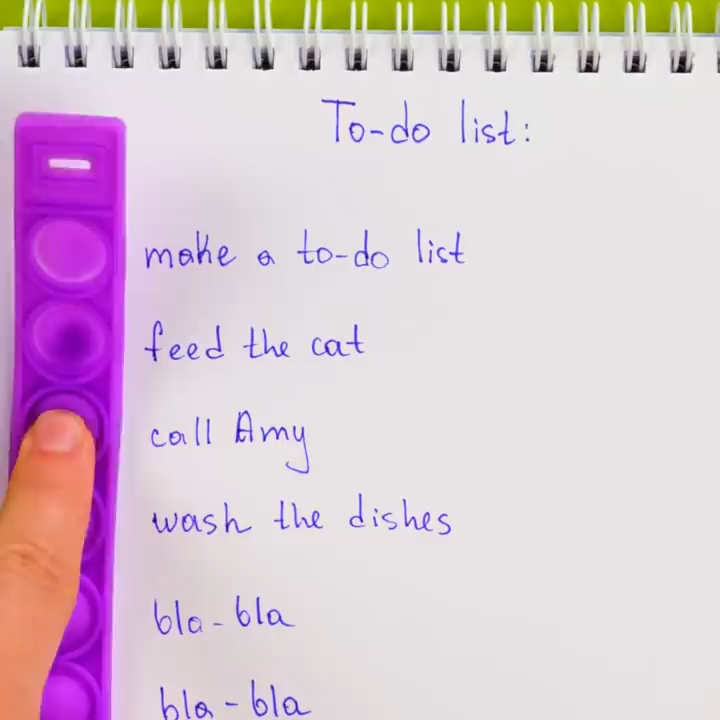 To-do list:
make a to-do list
feed the cat
call Amy
wash the dishes
bla-bla
bla-bla